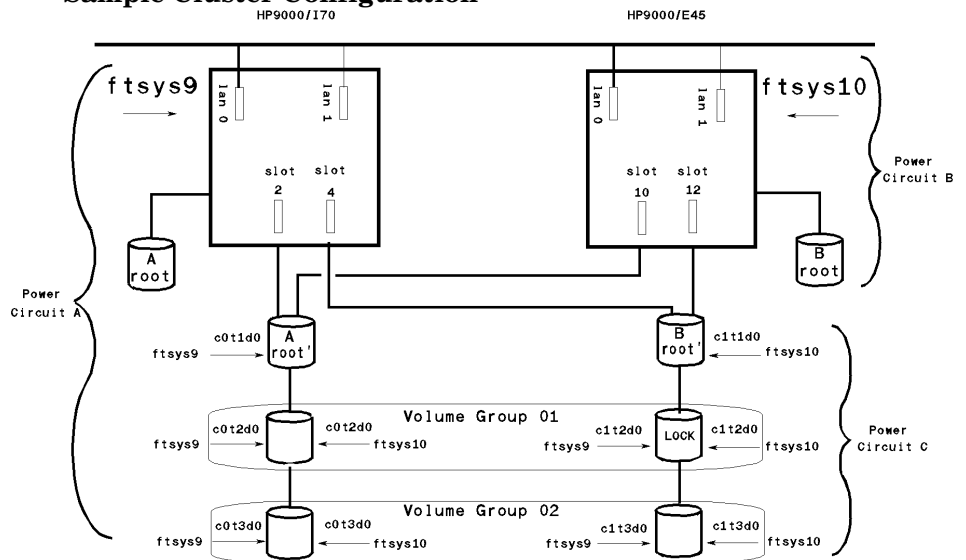 Sample Cluster Configuration
HP9000/I70
HP9000/E45
ftsys9
lan 0
lan 1
lan 0
lan 1
ftsys10
slot
2
slot
4
slot
10
slot
12
Power
Circuit B
A
root
B
root
Power
Circuit A
c0t1d0
ftsys9
A
root'
B
root'
c1t1d0
ftsys10
Volume Group 01
c0t2d0
ftsys9
c0t2d0
ftsys10
c1t2d0
ftsys9
LOCK
c1t2d0
ftsys10
Power
Circuit C
Volume Group 02
c0t3d0
ftsys9
c0t3d0
ftsys10
c1t3d0
ftsys9
c1t3d0
ftsys10